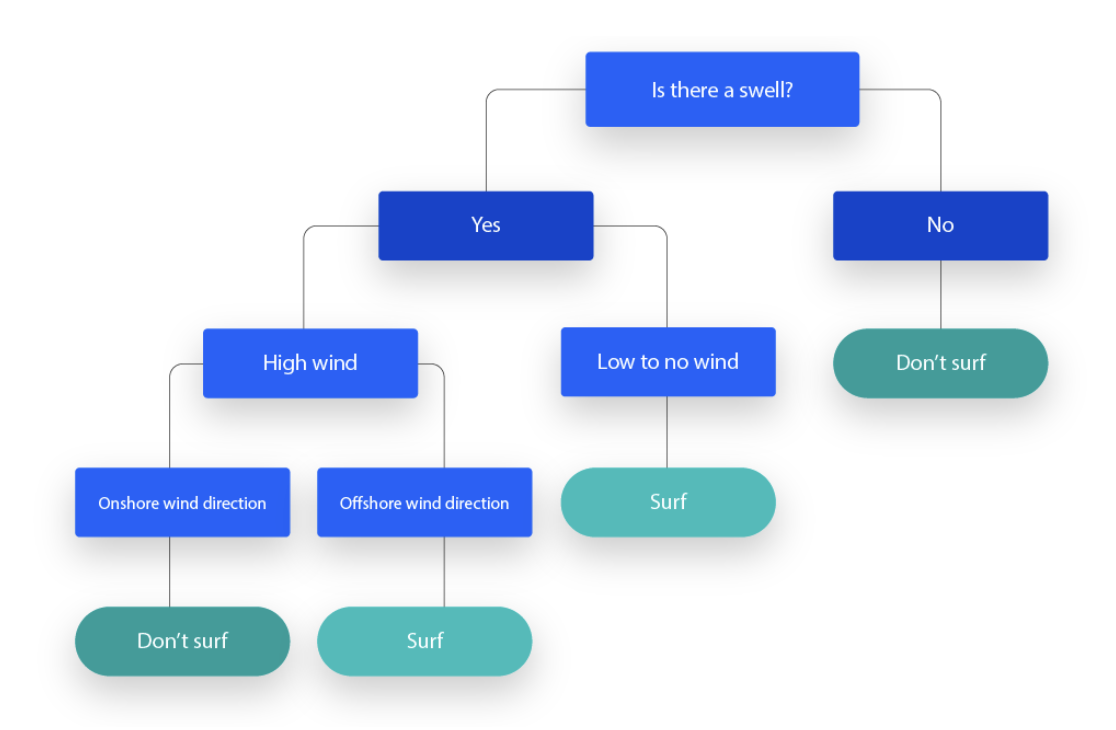 Is there a swell?
Yes
No
High wind
Low to no wind
Don’t surf
Onshore wind direction
Offshore wind direction
Surf
Don’t surf
Surf